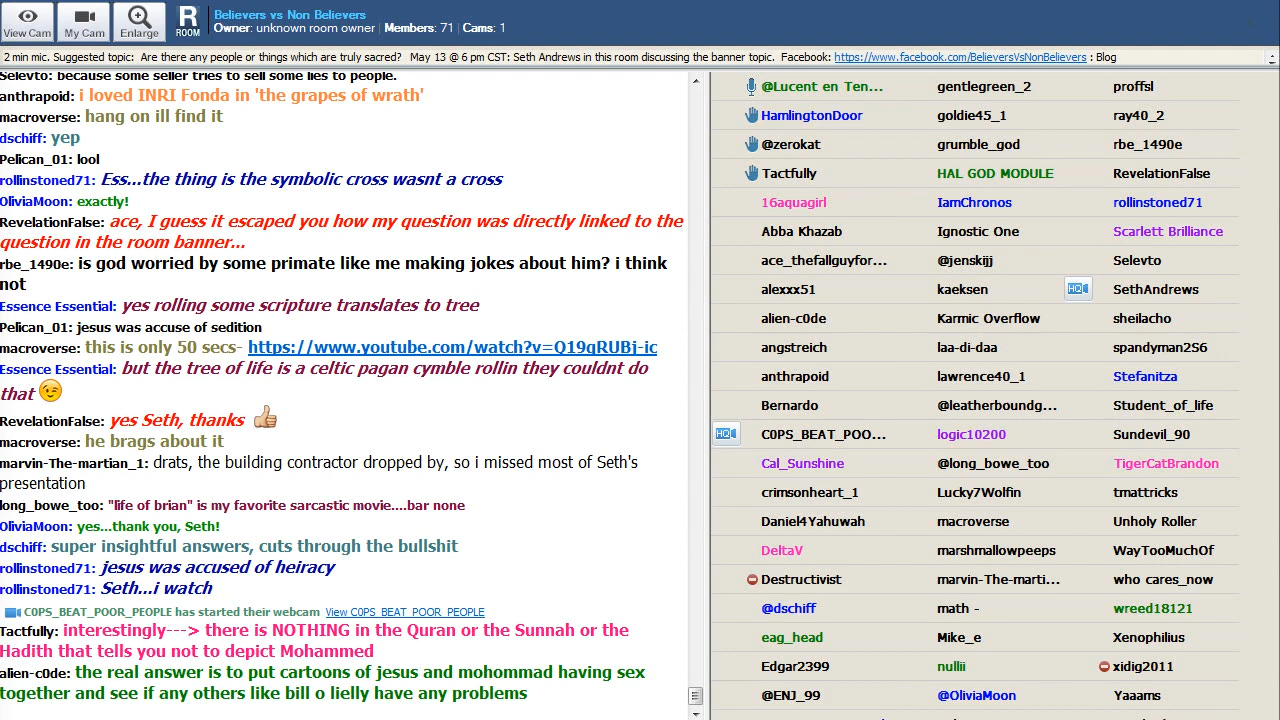 View Cam
My Cam
Enlarge
R
ROOM
Believers vs Non Believers
Owner: unknown room owner | Members: 71 | Cams: 1
2 min mic. Suggested topic: Are there any people or things which are truly sacred? May 13 @ 6 pm CST: Seth Andrews in this room discussing the banner topic. Facebook: https://www.facebook.com/BelieversVsNonBelievers : Blog
Selevto: because some seller tries to sell some lies to people.
anthrapoid: i loved INRI Fonda in 'the grapes of wrath'
macroverse: hang on ill find it
dschiff: yep
Pelican_01: lool
rollinstoned71: Ess...the thing is the symbolic cross wasnt a cross
OliviaMoon: exactly!
RevelationFalse: ace, I guess it escaped you how my question was directly linked to the
question in the room banner...
rbe_1490e: is god worried by some primate like me making jokes about him? i think
not
Essence Essential: yes rolling some scripture translates to tree
Pelican_01: jesus was accuse of sedition
macroverse: this is only 50 secs- https://www.youtube.com/watch?v=Q19gRUBj-ic
Essence Essential: but the tree of life is a celtic pagan cymble rollin they couldnt do
that
RevelationFalse: yes Seth, thanks
macroverse: he brags about it
marvin-The-martian_1: drats, the building contractor dropped by, so i missed most of Seth's
presentation
long_bowe_too: "life of brian" is my favorite sarcastic movie....bar none
OliviaMoon: yes...thank you, Seth!
dschiff: super insightful answers, cuts through the bullshit
rollinstoned71: jesus was accused of heiracy
rollinstoned71: Seth...i watch
C0PS_BEAT_POOR_PEOPLE has started their webcam View C0PS_BEAT_POOR_PEOPLE
Tactfully: interestingly---> there is NOTHING in the Quran or the Sunnah or the
Hadith that tells you not to depict Mohammed
alien-c0de: the real answer is to put cartoons of jesus and mohommad having sex
together and see if any others like bill o lielly have any problems
@Lucent en Ten... gentlegreen_2 proffsl
HamlingtonDoor goldie45_1 ray40_2
@zerokat grumble_god rbe_1490e
Tactfully HAL GOD MODULE RevelationFalse
16aquagirl IamChronos rollinstoned71
Abba Khazab Ignostic One Scarlett Brilliance
ace_thefallguyfor... @jenskijj Selevto
alexxx51 kaeksen HQ SethAndrews
alien-c0de Karmic Overflow sheilacho
angstreich laa-di-daa spandyman2S6
anthrapoid lawrence40_1 Stefanitza
Bernardo @leatherboundg... Student_of_life
HQ C0PS_BEAT_POO... logic10200 Sundevil_90
Cal_Sunshine @long_bowe_too TigerCatBrandon
crimsonheart_1 Lucky7Wolfin tmattricks
Daniel4Yahuwah macroverse Unholy Roller
DeltaV marshmallowpeeps WayTooMuchOf
Destructivist marvin-The-marti... who cares_now
@dschiff math - wreed18121
eag_head Mike_e Xenophilius
Edgar2399 nullii xidig2011
@ENJ_99 @OliviaMoon Yaaams